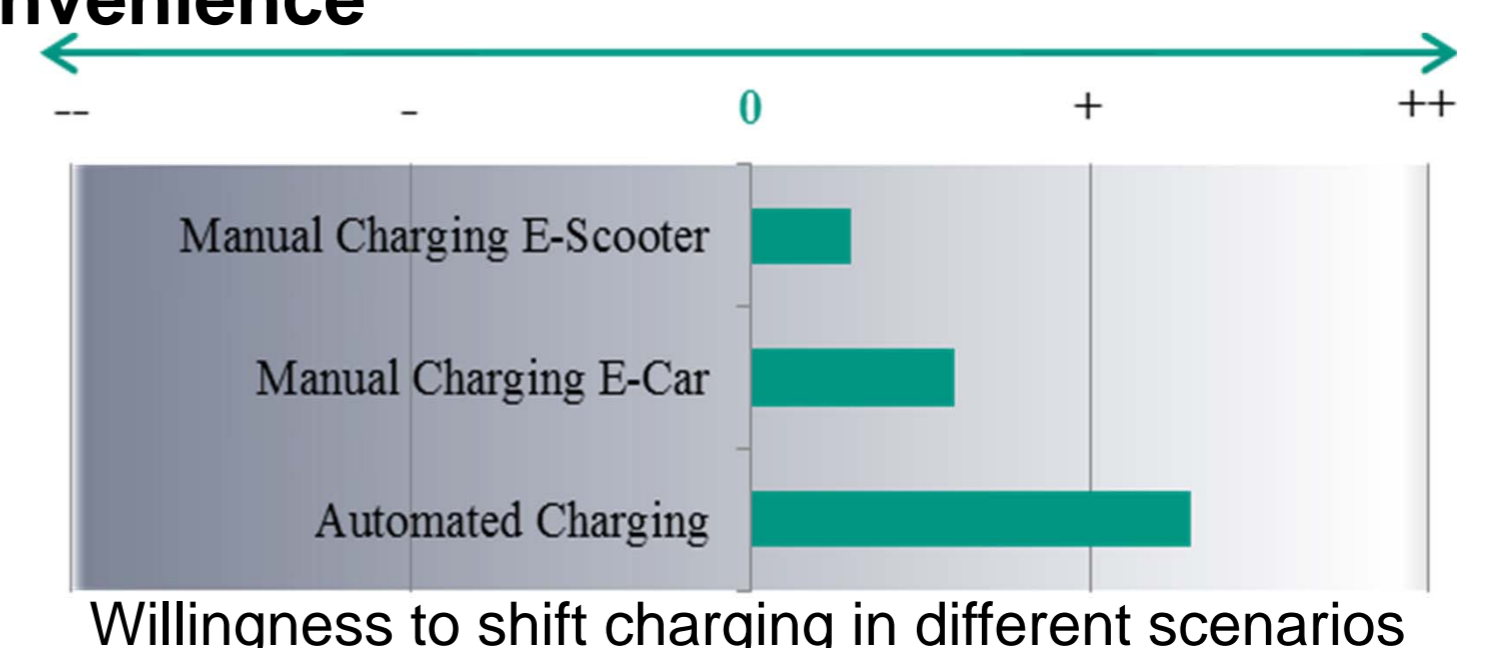 -- - 0 + ++
Manual Charging E-Scooter
Manual Charging E-Car
Automated Charging
Willingness to shift charging in different scenarios